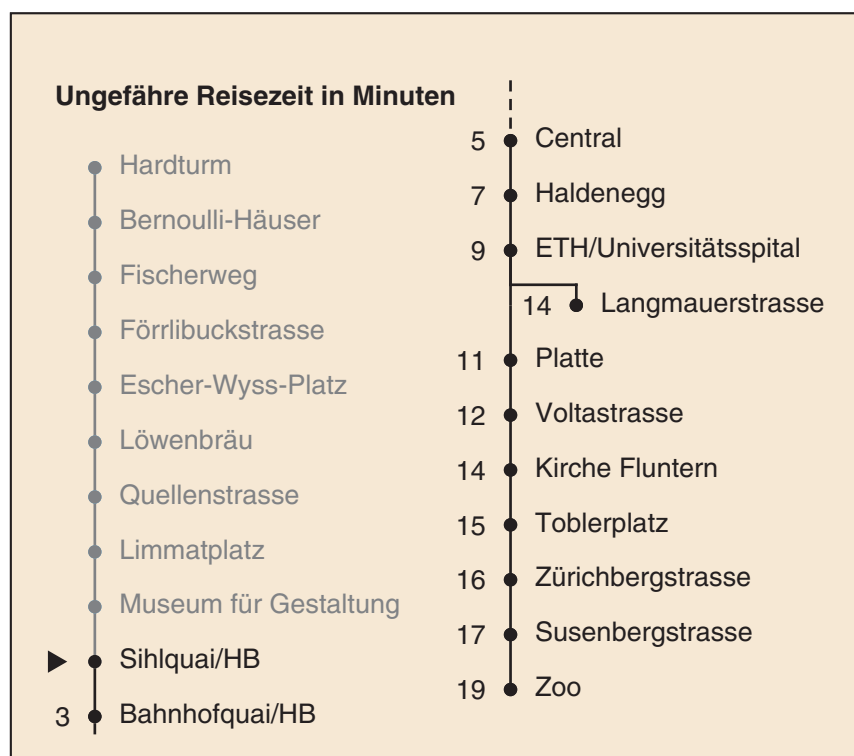 Ungefähre Reisezeit in Minuten
Hardturm
Bernoulli-Häuser
Fischerweg
Förrlibuckstrasse
Escher-Wyss-Platz
Löwenbräu
Quellenstrasse
Limmatplatz
Museum für Gestaltung
Sihlquai/HB
3 Bahnhofquai/HB
5 Central
7 Haldenegg
9 ETH/Universitätsspital
14 Langmauerstrasse
11 Platte
12 Voltastrasse
14 Kirche Fluntern
15 Toblerplatz
16 Zürichbergstrasse
17 Susenbergstrasse
19 Zoo